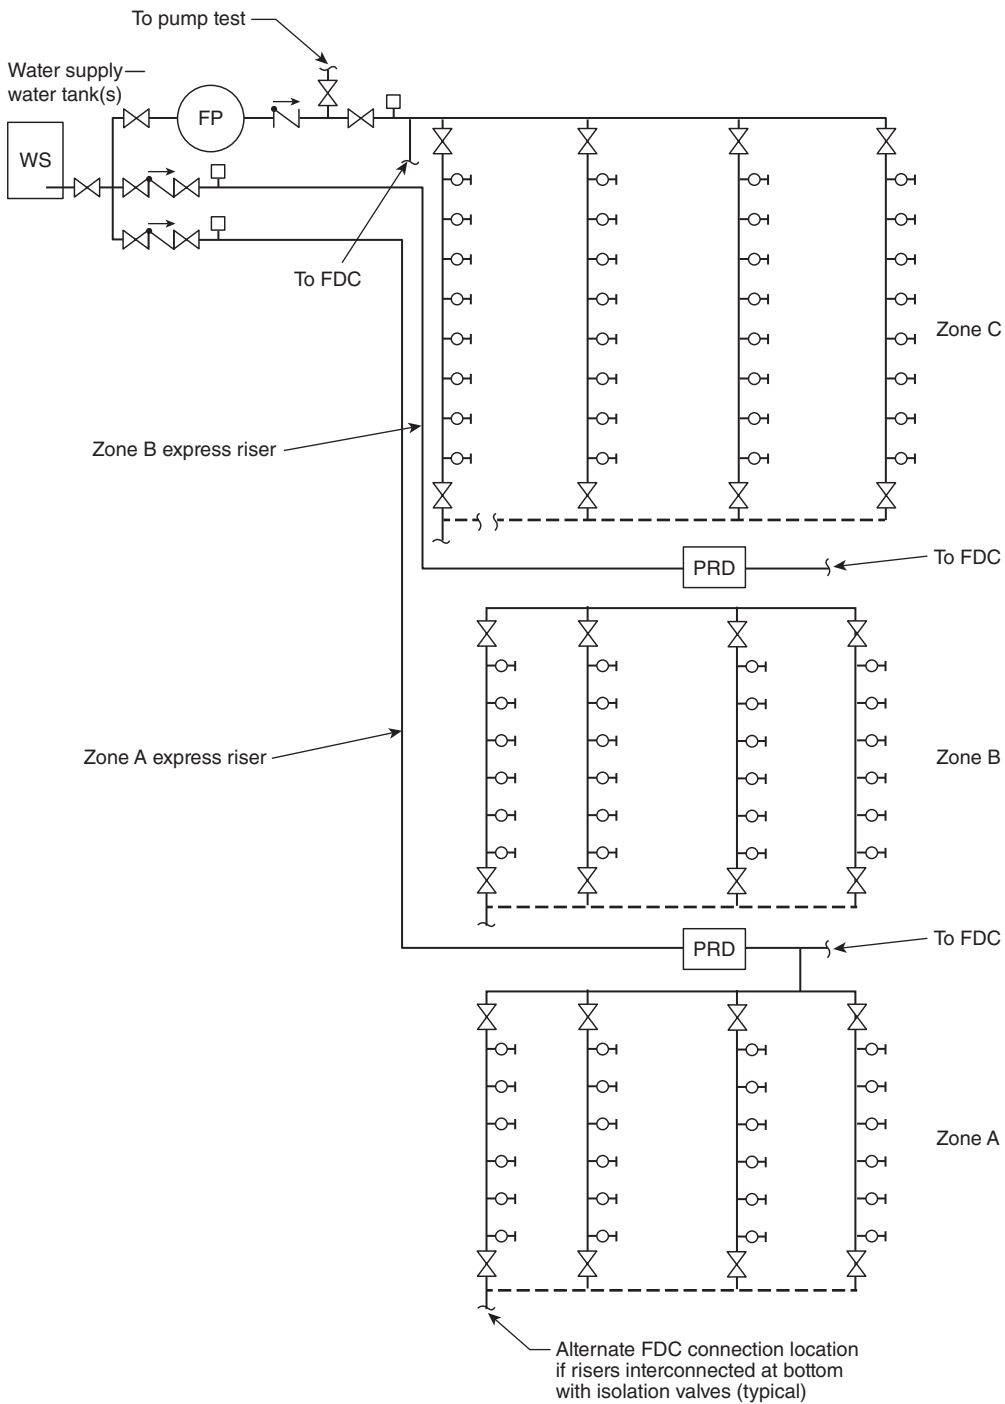 To pump test
Water supply—
water tank(s)
FP
WS
To FDC
Zone C
Zone B express riser
To FDC
PRD
Zone A express riser
Zone B
To FDC
PRD
Zone A
Alternate FDC connection location
if risers interconnected at bottom
with isolation valves (typical)